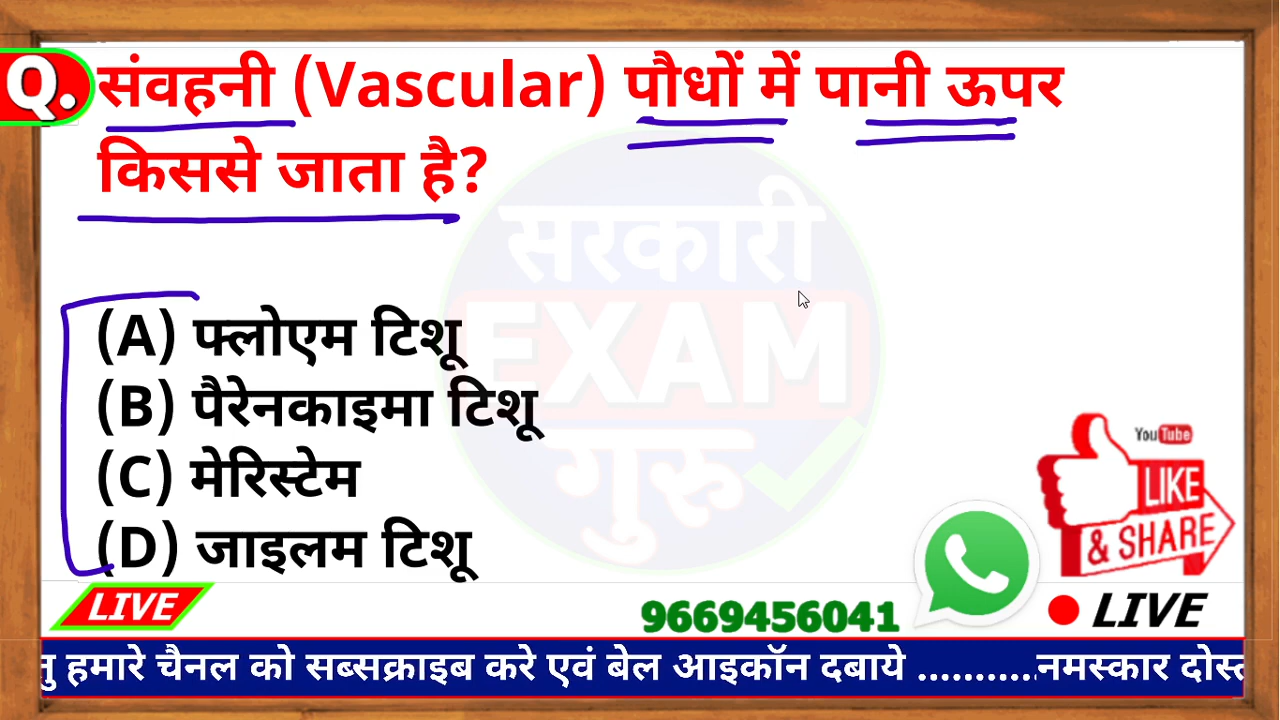 Q. संवहनी (Vascular) पौधों में पानी ऊपर
किससे जाता है?
सरकारी
EXAM
गुरू
(A) फ्लोएम टिशू
(B) पैरेनकाइमा टिशू
(C) मेरिस्टेम
(D) जाइलम टिशू
YouTube
LIKE
& SHARE
LIVE
9669456041
LIVE
हमारे चैनल को सब्सक्राइब करे एवं बेल आइकॉन दबाये ............नमस्कार